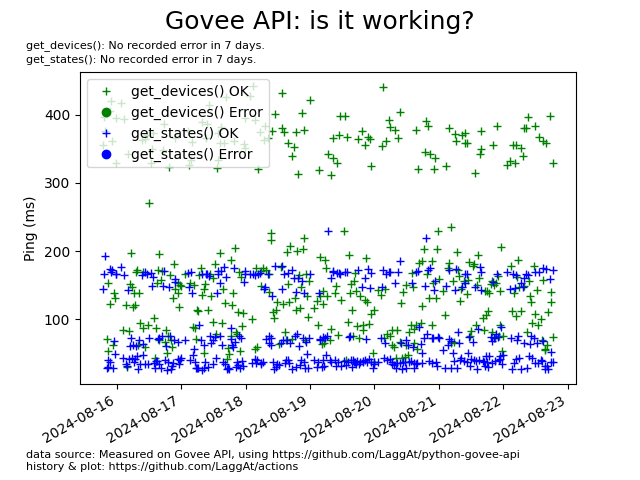 Govee API: is it working?
get_devices(): No recorded error in 7 days.
get_states(): No recorded error in 7 days.
get_devices() OK
get_devices() Error
get_states() OK
get_states() Error
400
300
200
100
Ping (ms)
2024-08-16
2024-08-17
2024-08-18
2024-08-19
2024-08-20
2024-08-21
2024-08-22
2024-08-23
data source: Measured on Govee API, using https://github.com/LaggAt/python-govee-api
history & plot: https://github.com/LaggAt/actions